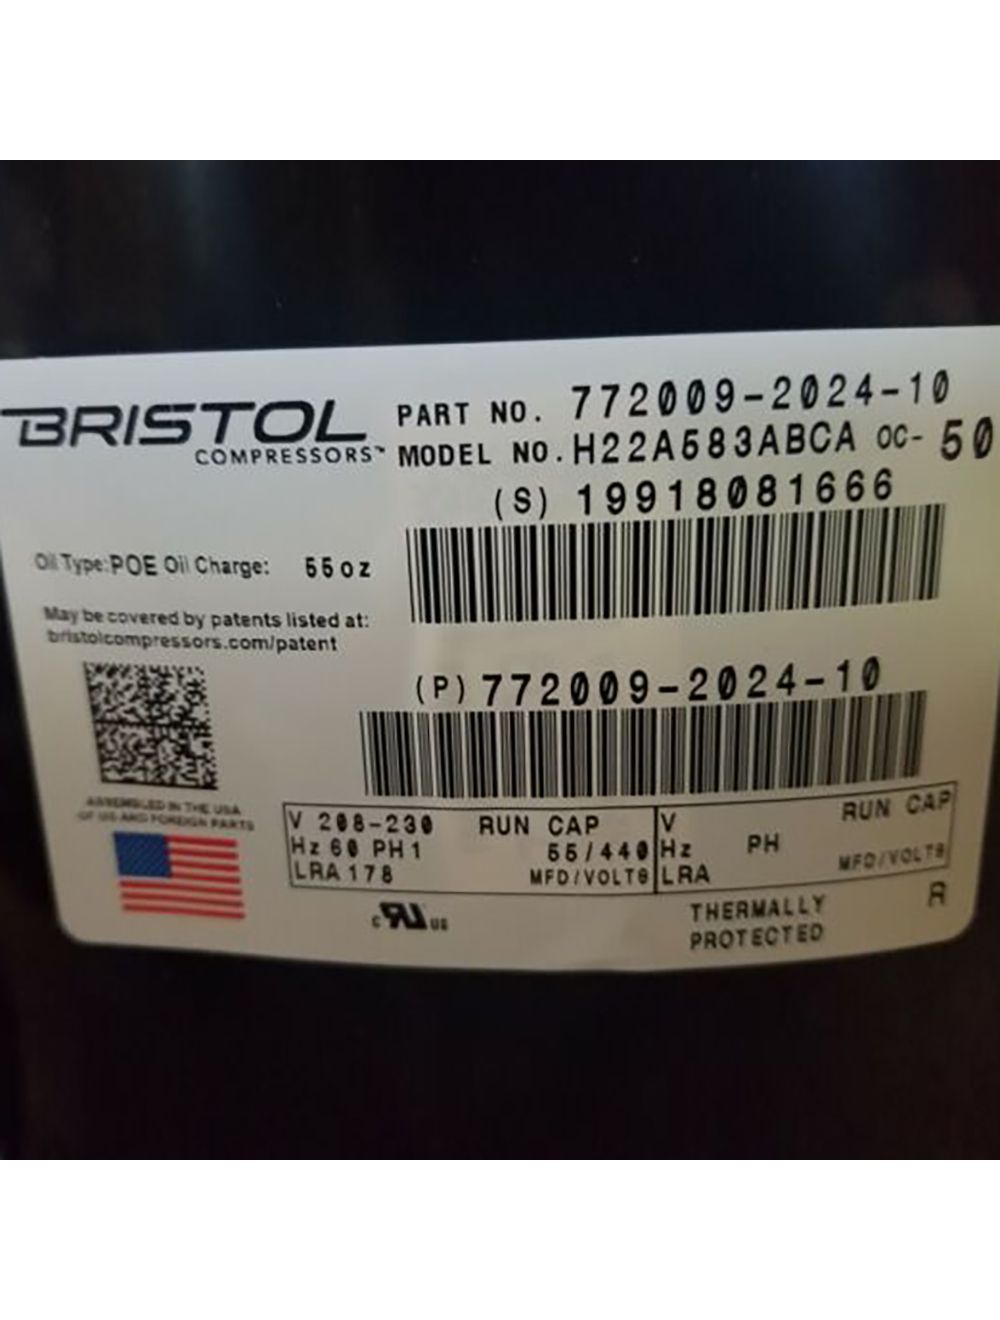 BRISTOL
COMPRESSORS™
PART NO. 772009-2024-10
MODEL NO. H22A583ABCA OC- 50
(S) 19918081666
Oil Type:POE Oil Charge: 55oz
May be covered by patents listed at:
bristolcompressors.com/patent
(P) 772009-2024-10
ASSEMBLED IN THE USA
OF US AND FOREIGN PARTS
V 208-230 RUN CAP
Hz 60 PH 1 55/440
LRA 178 MFD/VOLTS
V RUN CAP
Hz PH
LRA MFD/VOLTS
c RU us
THERMALLY
PROTECTED
R